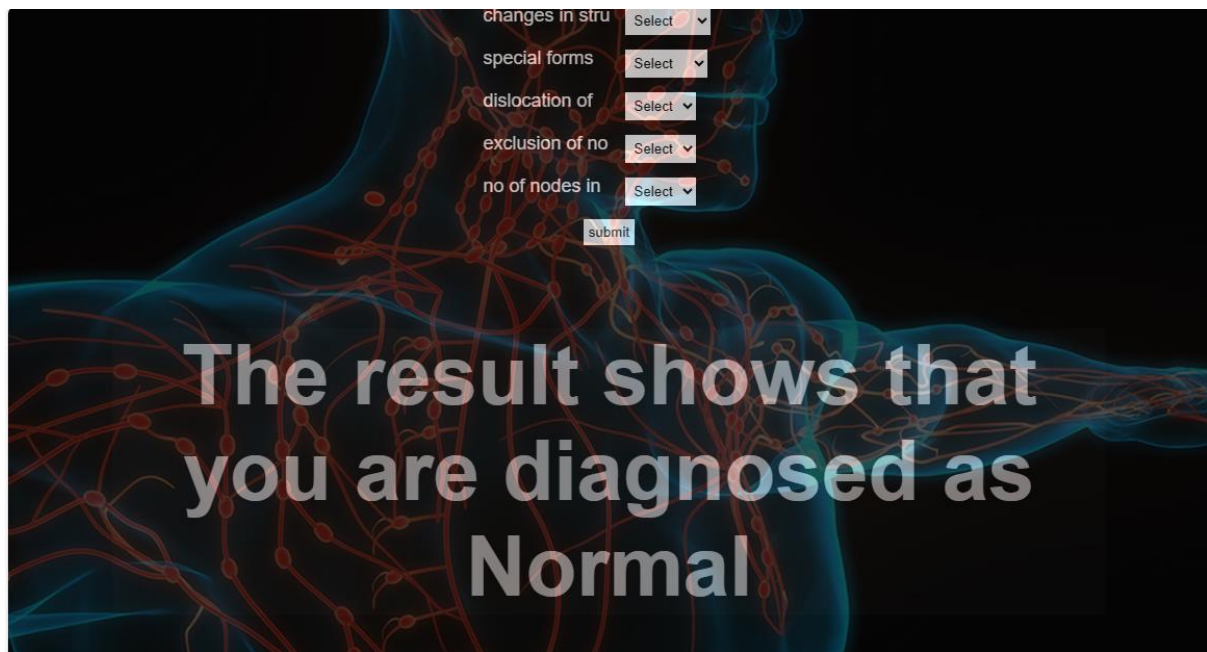 changes in stru Select
special forms Select
dislocation of Select
exclusion of no Select
no of nodes in Select
submit
The result shows that
you are diagnosed as
Normal